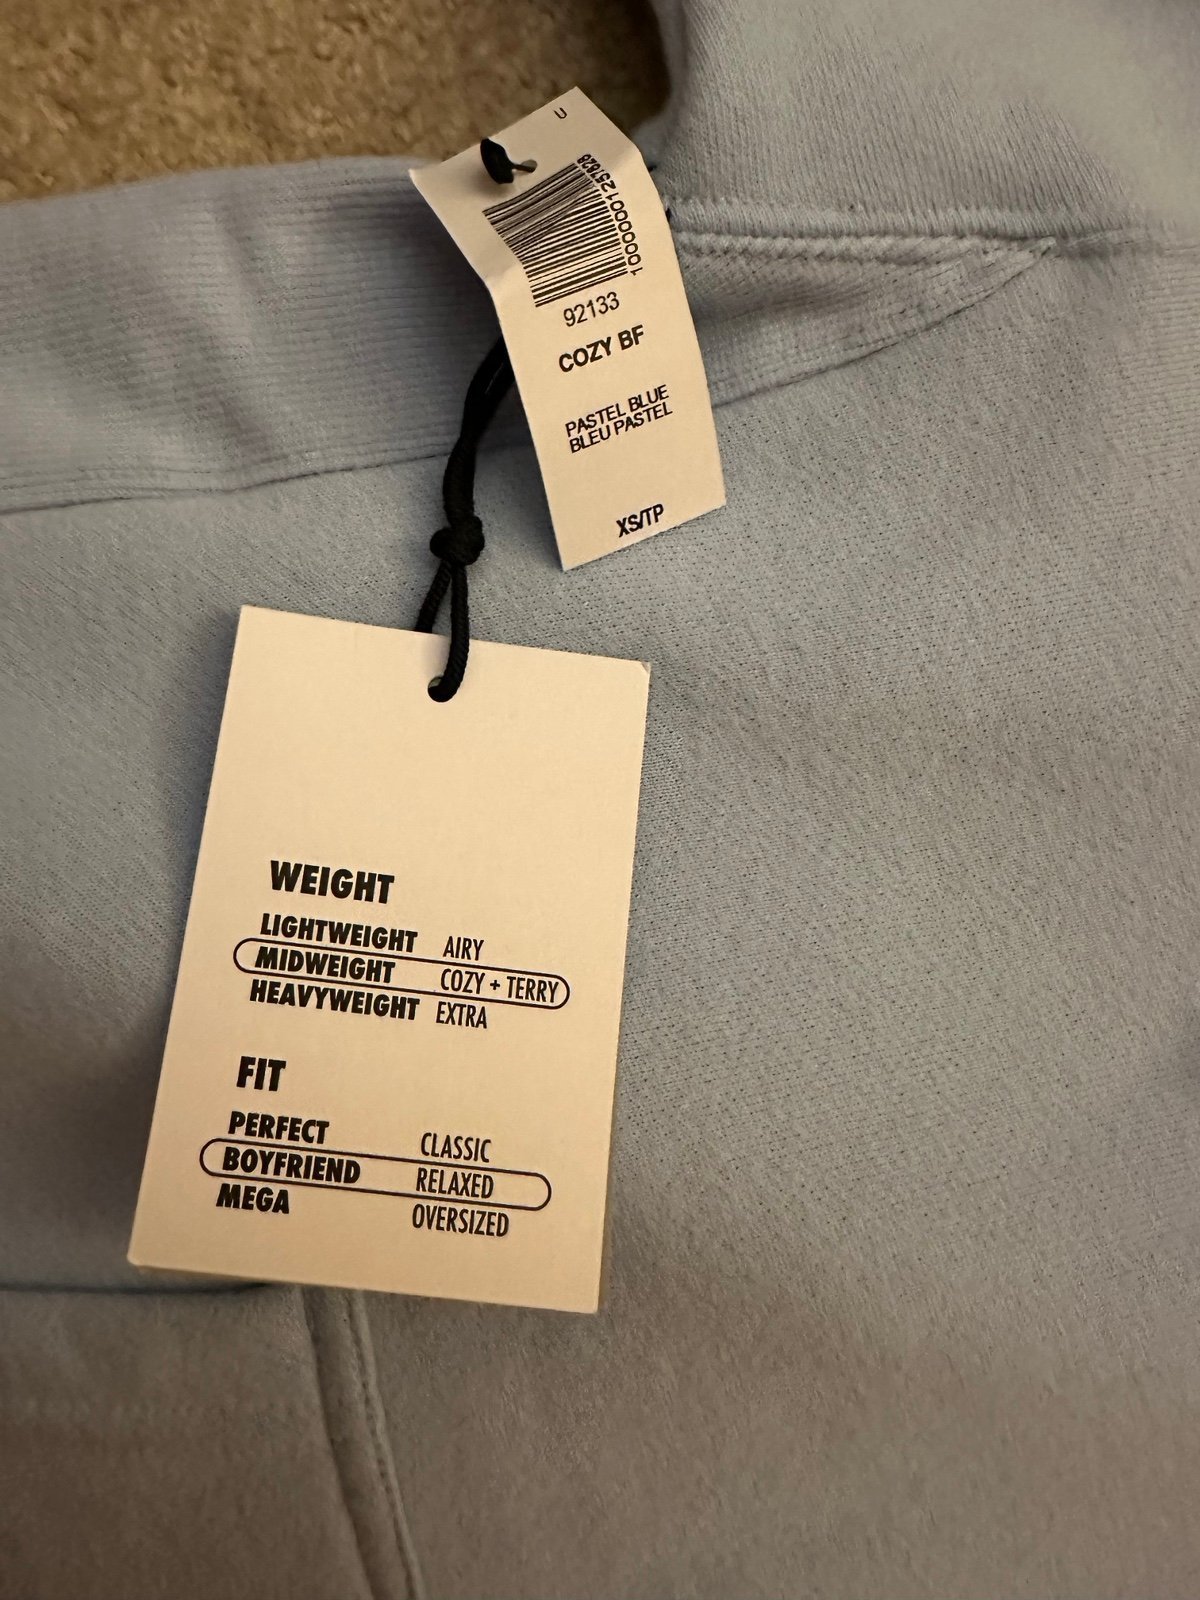 U
100000001257828
92133
COZY BF
PASTEL BLUE
BLEU PASTEL
XS/TP
WEIGHT
LIGHTWEIGHT AIRY
MIDWEIGHT COZY + TERRY
HEAVYWEIGHT EXTRA
FIT
PERFECT CLASSIC
BOYFRIEND RELAXED
MEGA OVERSIZED